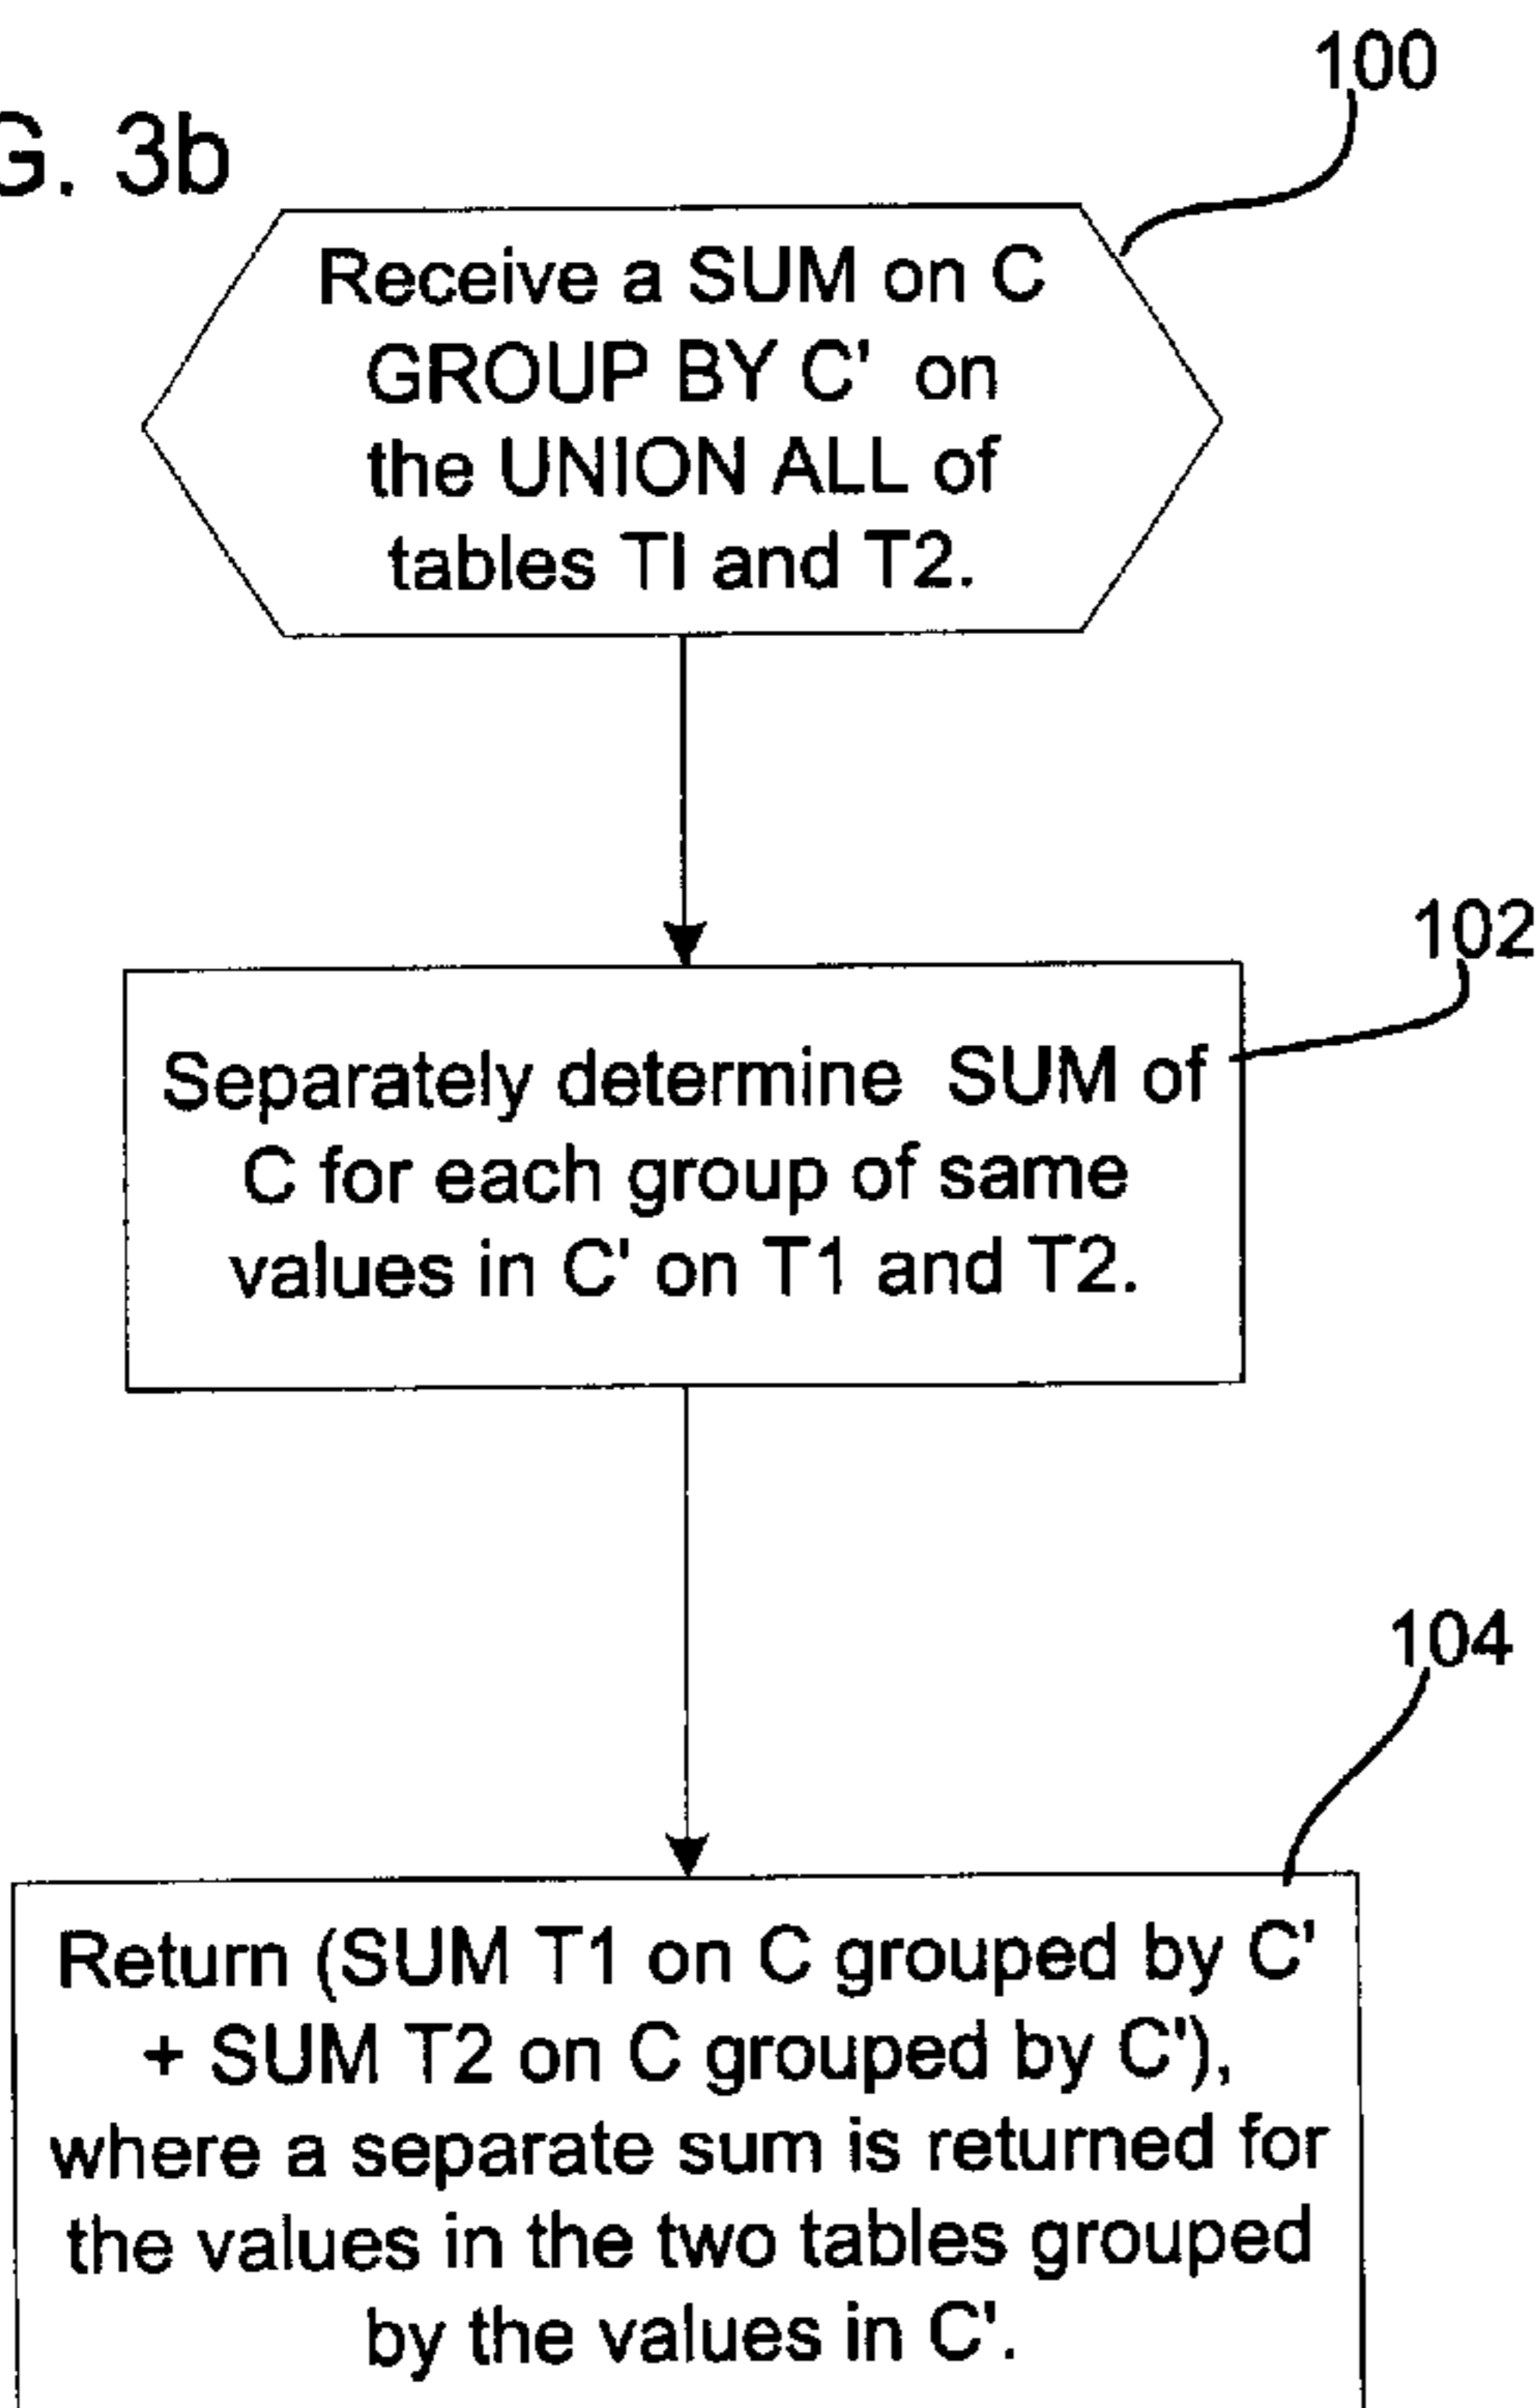 100
G. 3b
Receive a SUM on C
GROUP BY C' on
the UNION ALL of
tables TI and T2.
102
Separately determine SUM of
C for each group of same
values in C' on T1 and T2.
104
Return (SUM T1 on C grouped by C'
+ SUM T2 on C grouped by C'),
where a separate sum is returned for
the values in the two tables grouped
by the values in C'.